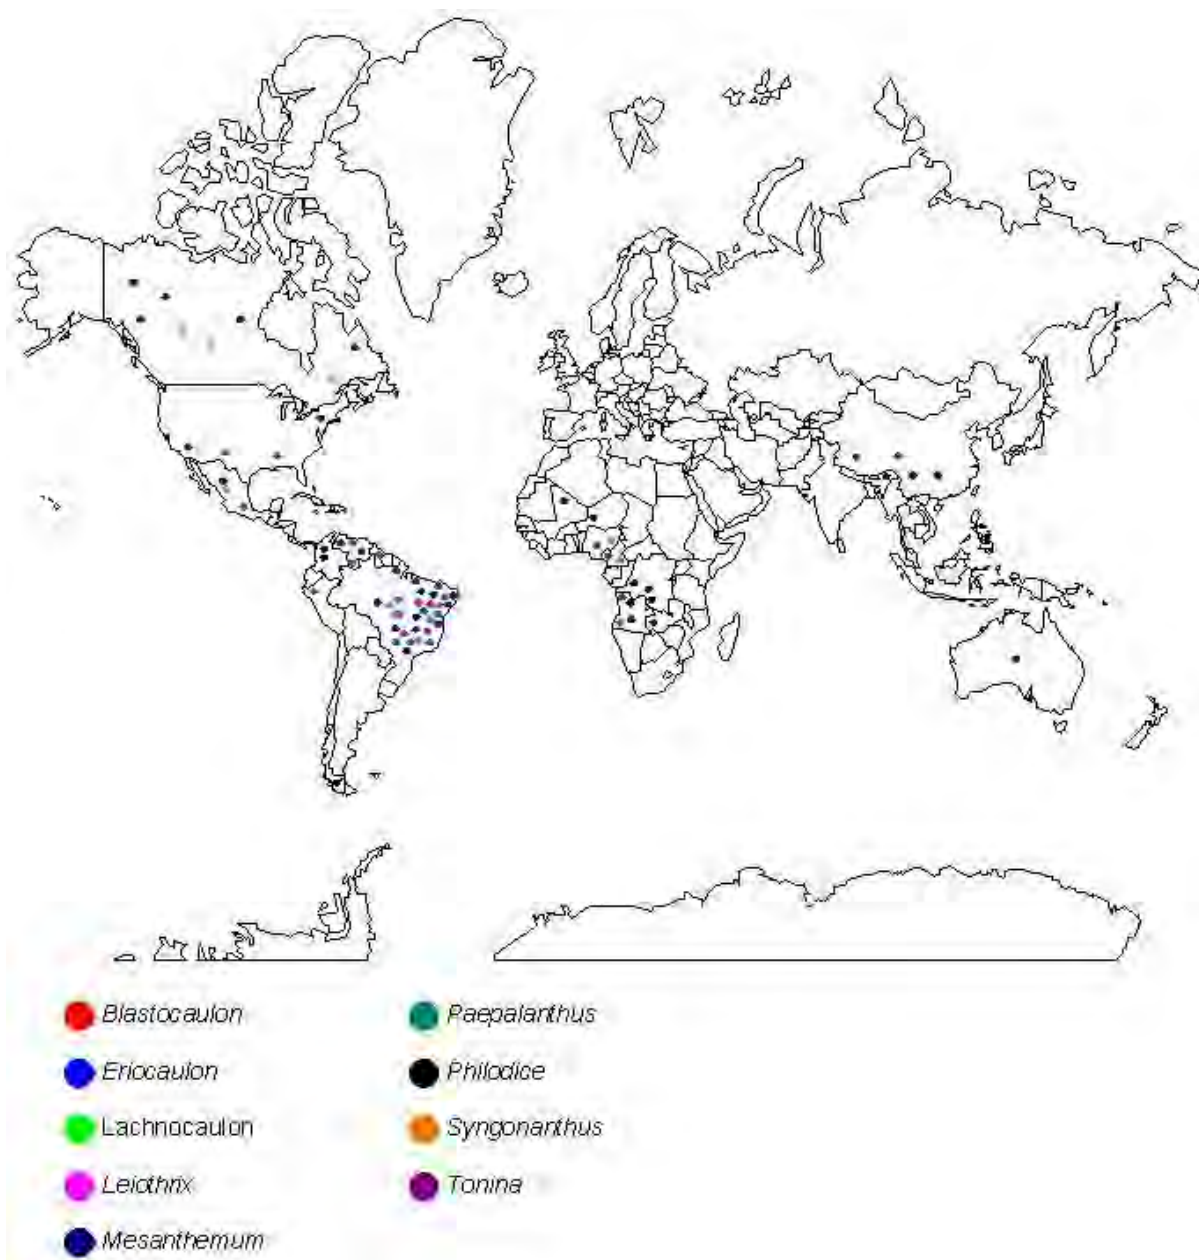 Blastocaulon
Eriocaulon
Lachnocaulon
Leiothrix
Mesanthemum
Paepalanthus
Philodice
Syngonanthus
Tonina